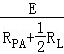 E
R_PA + 1/2 R_L